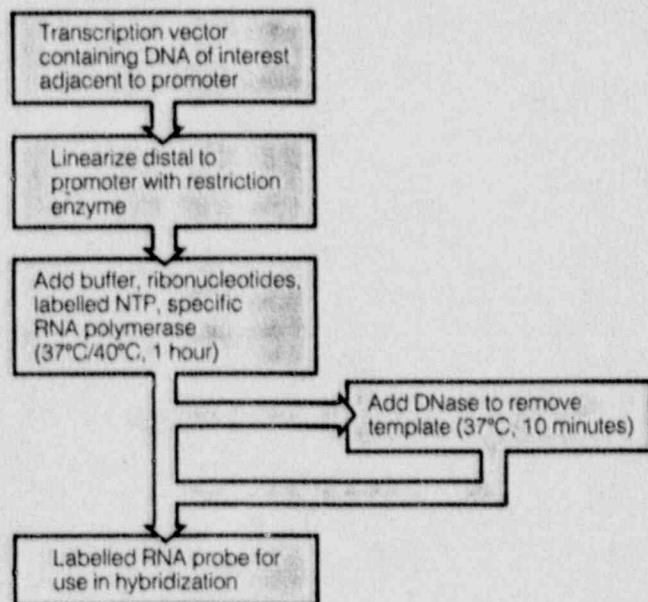 Transcription vector
containing DNA of interest
adjacent to promoter
Linearize distal to
promoter with restriction
enzyme
Add buffer, ribonucleotides,
labelled NTP, specific
RNA polymerase
(37°C/40°C, 1 hour)
Add DNase to remove
template (37°C, 10 minutes)
Labelled RNA probe for
use in hybridization